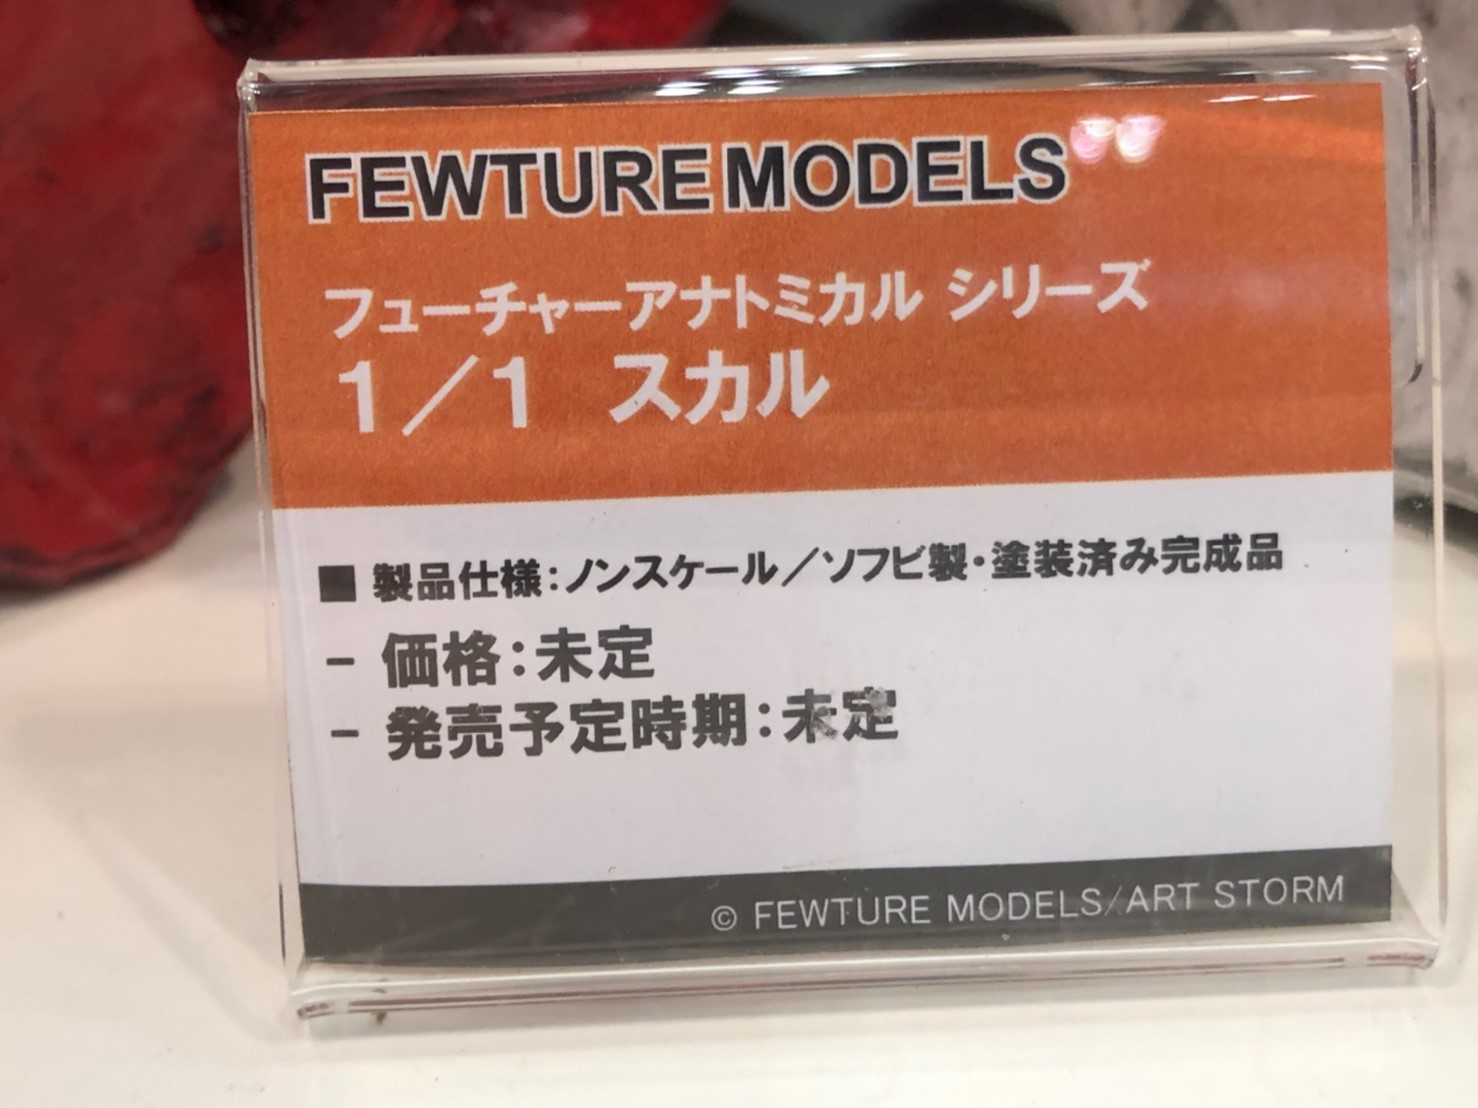 FEWTURE MODELS
フューチャーアナトミカル シリーズ
1／1 スカル
■ 製品仕様：ノンスケール／ソフビ製・塗装済み完成品
- 価格：未定
- 発売予定時期：未定
© FEWTURE MODELS/ART STORM